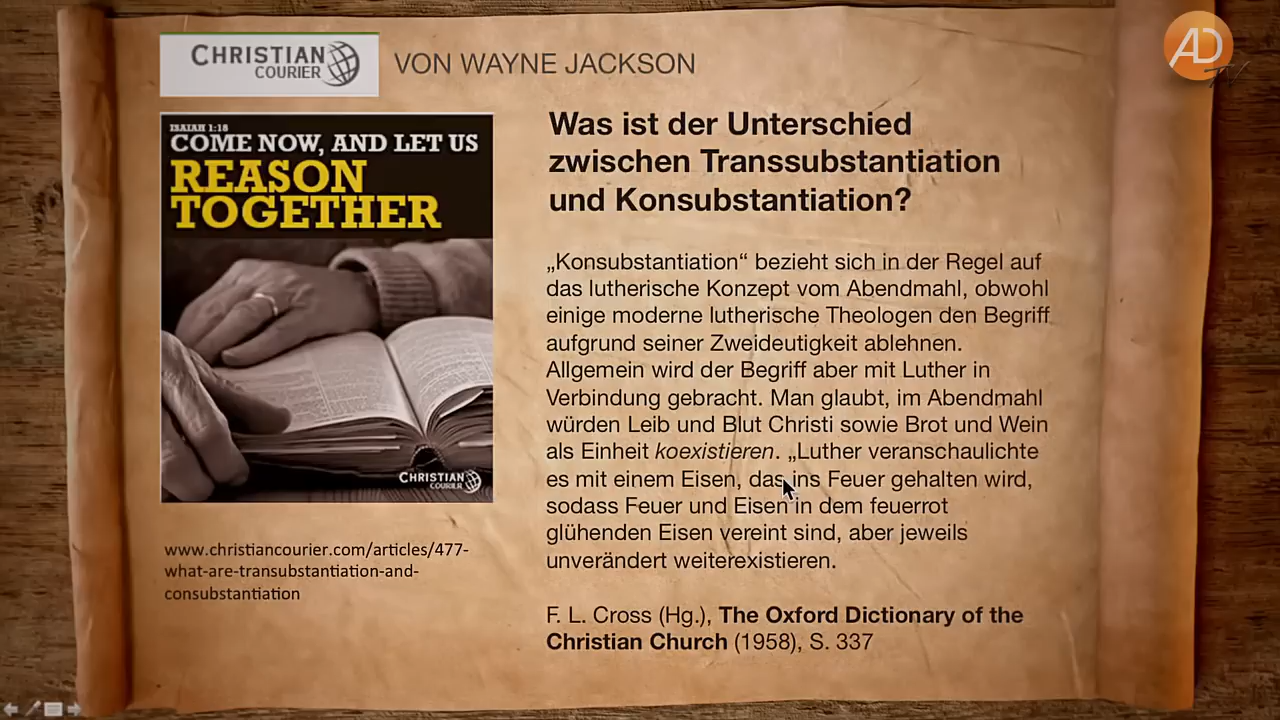 CHRISTIAN
COURIER
VON WAYNE JACKSON
AD
TV
ISAIAH 1:18
COME NOW, AND LET US
REASON
TOGETHER
CHRISTIAN
COURIER
www.christiancourier.com/articles/477-
what-are-transubstantiation-and-
consubstantiation
Was ist der Unterschied
zwischen Transsubstantiation
und Konsubstantiation?
„Konsubstantiation“ bezieht sich in der Regel auf
das lutherische Konzept vom Abendmahl, obwohl
einige moderne lutherische Theologen den Begriff
aufgrund seiner Zweideutigkeit ablehnen.
Allgemein wird der Begriff aber mit Luther in
Verbindung gebracht. Man glaubt, im Abendmahl
würden Leib und Blut Christi sowie Brot und Wein
als Einheit koexistieren. „Luther veranschaulichte
es mit einem Eisen, das ins Feuer gehalten wird,
sodass Feuer und Eisen in dem feuerrot
glühenden Eisen vereint sind, aber jeweils
unverändert weiterexistieren.
F. L. Cross (Hg.), The Oxford Dictionary of the
Christian Church (1958), S. 337